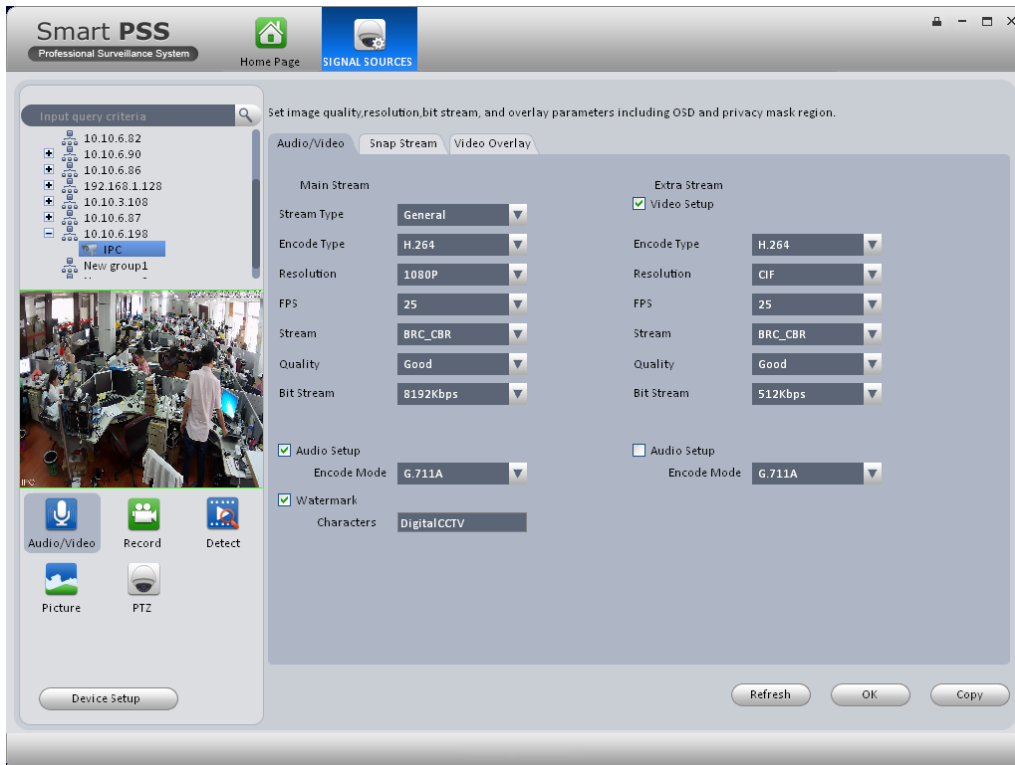 Smart PSS
Professional Surveillance System
Home Page
SIGNAL SOURCES
Input query criteria
10.10.6.82
10.10.6.90
10.10.6.86
192.168.1.128
10.10.3.108
10.10.6.87
10.10.6.198
IPC
New group1
IPC
Audio/Video
Record
Detect
Picture
PTZ
Device Setup
Set image quality,resolution,bit stream, and overlay parameters including OSD and privacy mask region.
Audio/Video Snap Stream Video Overlay
Main Stream
Stream Type General
Encode Type H.264
Resolution 1080P
FPS 25
Stream BRC_CBR
Quality Good
Bit Stream 8192Kbps
Audio Setup
Encode Mode G.711A
Watermark
Characters DigitalCCTV
Extra Stream
Video Setup
Encode Type H.264
Resolution CIF
FPS 25
Stream BRC_CBR
Quality Good
Bit Stream 512Kbps
Audio Setup
Encode Mode G.711A
Refresh OK Copy